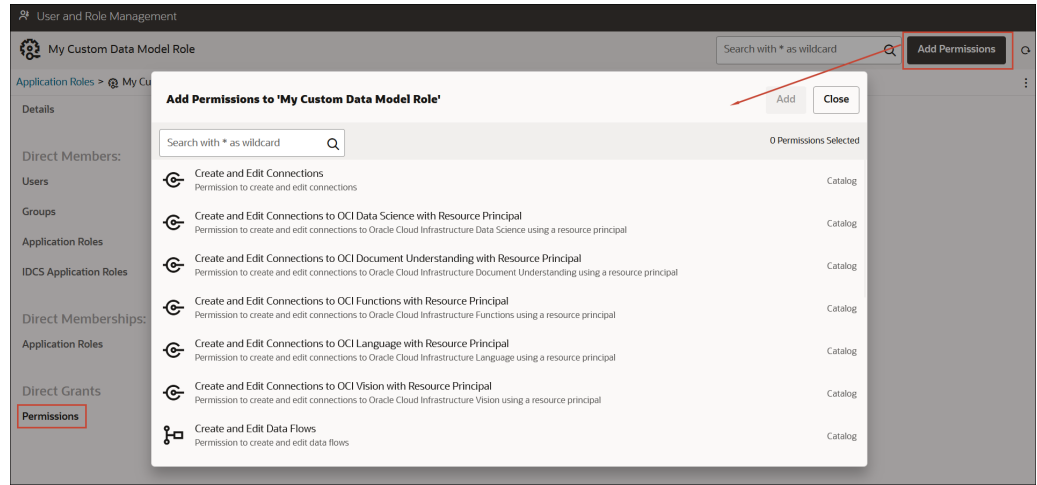 User and Role Management
My Custom Data Model Role
Search with * as wildcard
Add Permissions
Application Roles > My Cu
Details
Direct Members:
Users
Groups
Application Roles
IDCS Application Roles
Direct Memberships:
Application Roles
Direct Grants
Permissions
Add Permissions to 'My Custom Data Model Role'
Add
Close
Search with * as wildcard
0 Permissions Selected
Create and Edit Connections
Permission to create and edit connections
Catalog
Create and Edit Connections to OCI Data Science with Resource Principal
Permission to create and edit connections to Oracle Cloud Infrastructure Data Science using a resource principal
Catalog
Create and Edit Connections to OCI Document Understanding with Resource Principal
Permission to create and edit connections to Oracle Cloud Infrastructure Document Understanding using a resource principal
Catalog
Create and Edit Connections to OCI Functions with Resource Principal
Permission to create and edit connections to Oracle Cloud Infrastructure Functions using a resource principal
Catalog
Create and Edit Connections to OCI Language with Resource Principal
Permission to create and edit connections to Oracle Cloud Infrastructure Language using a resource principal
Catalog
Create and Edit Connections to OCI Vision with Resource Principal
Permission to create and edit connections to Oracle Cloud Infrastructure Vision using a resource principal
Catalog
Create and Edit Data Flows
Permission to create and edit data flows
Catalog